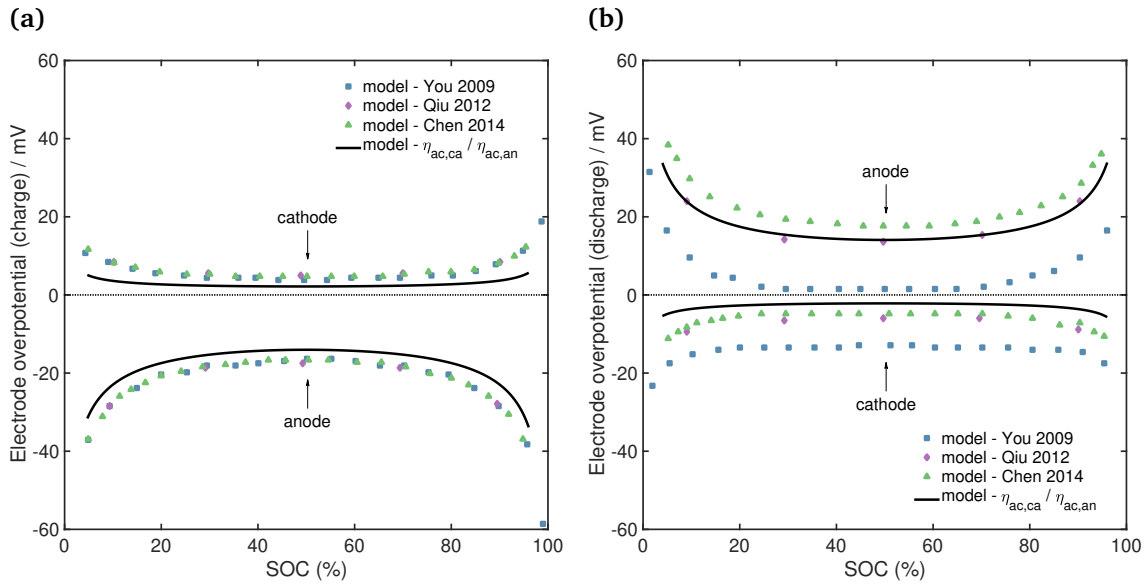 (a)
Electrode overpotential (charge) / mV
60
40
20
0
-20
-40
-60
model - You 2009
model - Qiu 2012
model - Chen 2014
model - η_ac,ca / η_ac,an
cathode
anode
0 20 40 60 80 100
SOC (%)
(b)
Electrode overpotential (discharge) / mV
60
40
20
0
-20
-40
-60
anode
cathode
model - You 2009
model - Qiu 2012
model - Chen 2014
model - η_ac,ca / η_ac,an
0 20 40 60 80 100
SOC (%)